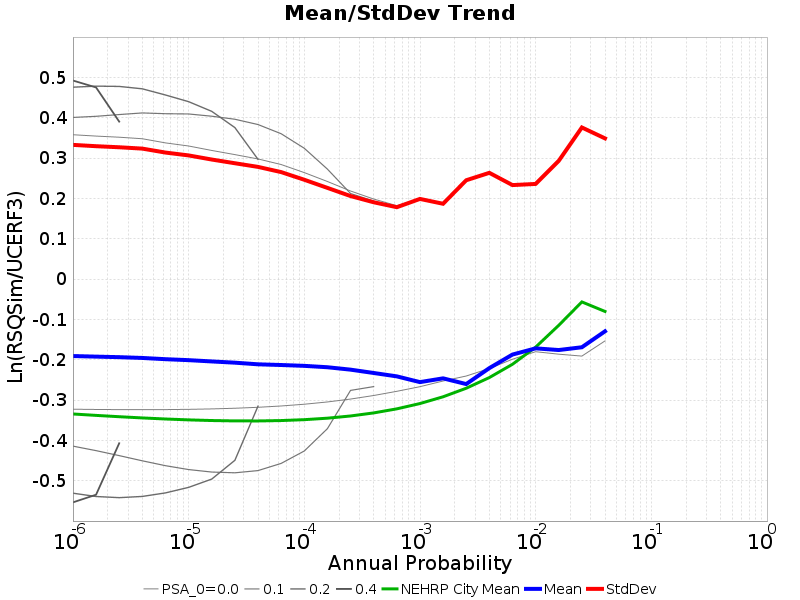 Mean/StdDev Trend
Ln(RSQSim/UCERF3)
0.5
0.4
0.3
0.2
0.1
0
-0.1
-0.2
-0.3
-0.4
-0.5
10^-6 10^-5 10^-4 10^-3 10^-2 10^-1 10^0
Annual Probability
PSA_0=0.0 0.1 0.2 0.4 NEHRP City Mean Mean StdDev